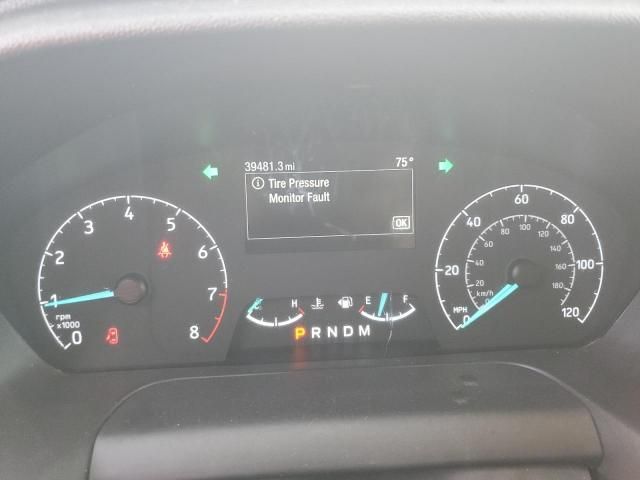 39481.3 mi 75°
Tire Pressure
Monitor Fault
OK
0 1 2 3 4 5 6 7 8
rpm
x1000
H
E F
P R N D M
0 20 40 60 80 100 120
20 40 60 80 100 120 140 160 180
km/h
MPH